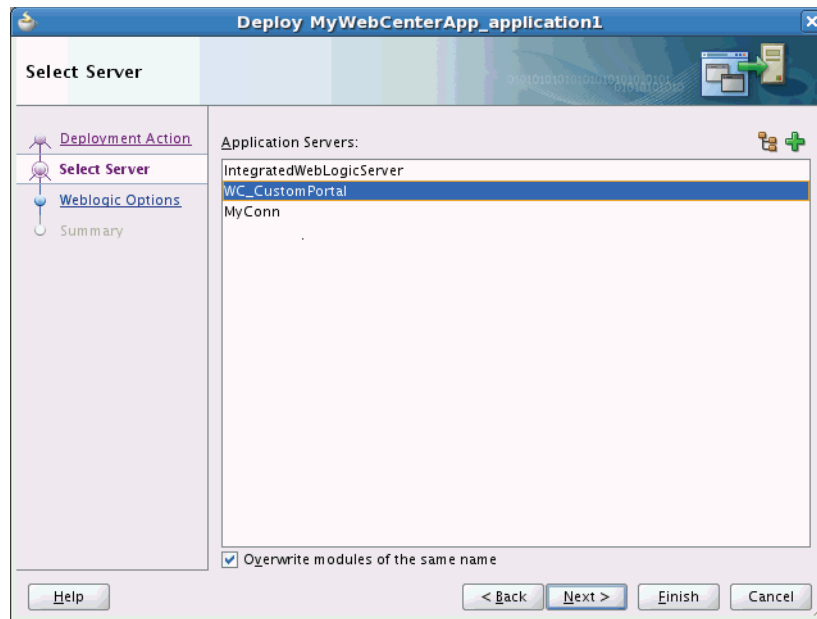 Deploy MyWebCenterApp_application1
Select Server
Deployment Action
Select Server
Weblogic Options
Summary
Application Servers:
IntegratedWebLogicServer
WC_CustomPortal
MyConn
Overwrite modules of the same name
Help
< Back
Next >
Finish
Cancel